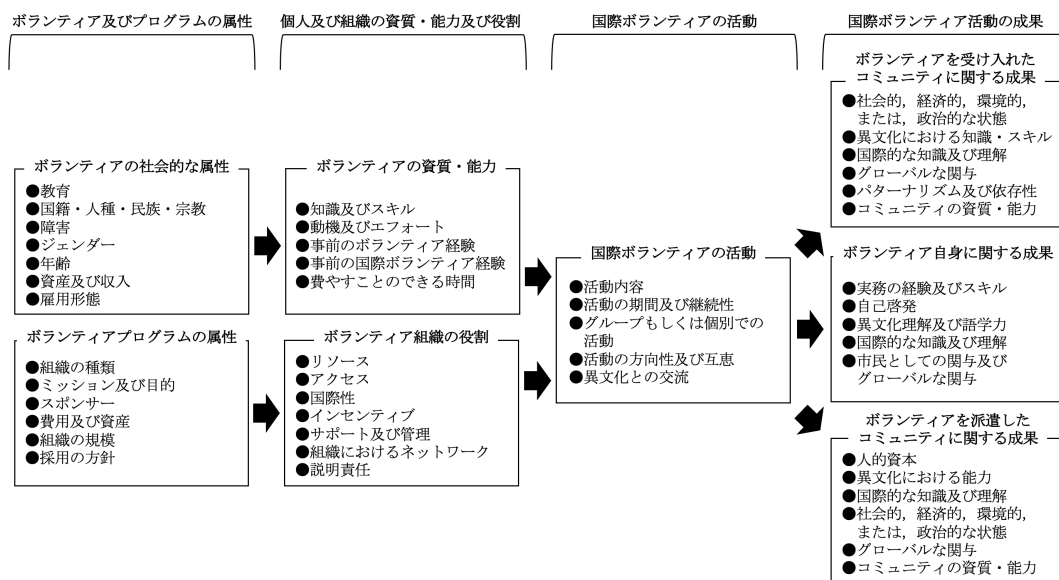 ボランティア及びプログラムの属性
個人及び組織の資質・能力及び役割
国際ボランティアの活動
国際ボランティア活動の成果
ボランティアの社会的な属性
●教育
●国籍・人種・民族・宗教
●障害
●ジェンダー
●年齢
●資産及び収入
●雇用形態
ボランティアプログラムの属性
●組織の種類
●ミッション及び目的
●スポンサー
●費用及び資産
●組織の規模
●採用の方針
ボランティアの資質・能力
●知識及びスキル
●動機及びエフォート
●事前のボランティア経験
●事前の国際ボランティア経験
●費やすことのできる時間
ボランティア組織の役割
●リソース
●アクセス
●国際性
●インセンティブ
●サポート及び管理
●組織におけるネットワーク
●説明責任
国際ボランティアの活動
●活動内容
●活動の期間及び継続性
●グループもしくは個別での
活動
●活動の方向性及び互恵
●異文化との交流
ボランティアを受け入れた
コミュニティに関する成果
●社会的，経済的，環境的，
または，政治的な状態
●異文化における知識・スキル
●国際的な知識及び理解
●グローバルな関与
●パターナリズム及び依存性
●コミュニティの資質・能力
ボランティア自身に関する成果
●実務の経験及びスキル
●自己啓発
●異文化理解及び語学力
●国際的な知識及び理解
●市民としての関与及び
グローバルな関与
ボランティアを派遣した
コミュニティに関する成果
●人的資本
●異文化における能力
●国際的な知識及び理解
●社会的，経済的，環境的，
または，政治的な状態
●グローバルな関与
●コミュニティの資質・能力